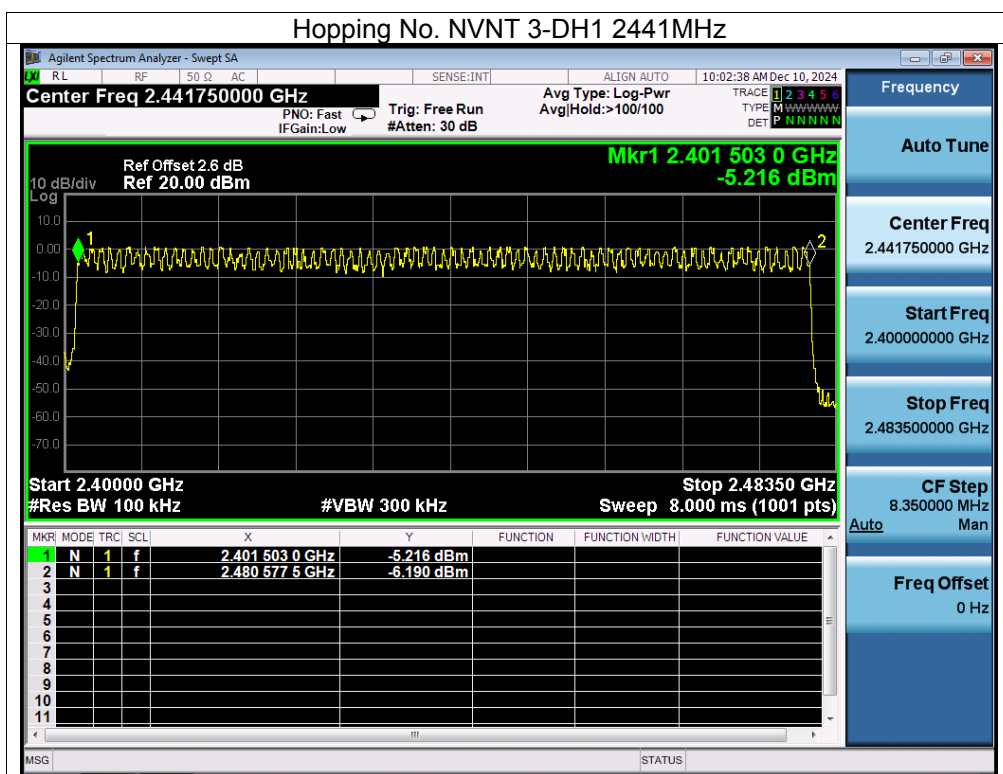 Hopping No. NVNT 3-DH1 2441MHz
Agilent Spectrum Analyzer - Swept SA
LXI RL RF 50 Ω AC SENSE:INT ALIGN AUTO 10:02:38 AM Dec 10, 2024
Center Freq 2.441750000 GHz
PNO: Fast
IFGain:Low
Trig: Free Run
#Atten: 30 dB
Avg Type: Log-Pwr
Avg|Hold:>100/100
TRACE 1 2 3 4 5 6
TYPE M WWWWW
DET P N N N N N
Mkr1 2.401 503 0 GHz
-5.216 dBm
Ref Offset 2.6 dB
10 dB/div Ref 20.00 dBm
Log
10.0
0.00
-10.0
-20.0
-30.0
-40.0
-50.0
-60.0
-70.0
1
2
Start 2.40000 GHz Stop 2.48350 GHz
#Res BW 100 kHz #VBW 300 kHz Sweep 8.000 ms (1001 pts)
MKR MODE TRC SCL X Y FUNCTION FUNCTION WIDTH FUNCTION VALUE
1 N 1 f 2.401 503 0 GHz -5.216 dBm
2 N 1 f 2.480 577 5 GHz -6.190 dBm
3
4
5
6
7
8
9
10
11
MSG STATUS
Frequency
Auto Tune
Center Freq
2.441750000 GHz
Start Freq
2.400000000 GHz
Stop Freq
2.483500000 GHz
CF Step
8.350000 MHz
Auto Man
Freq Offset
0 Hz